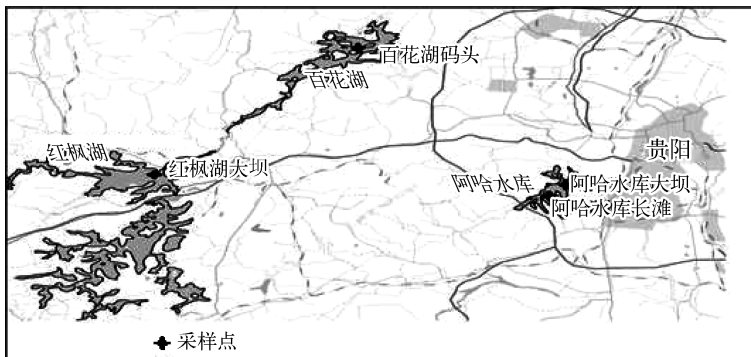 百花湖码头
百花湖
红枫湖
红枫湖大坝
贵阳
阿哈水库
阿哈水库大坝
阿哈水库长滩
采样点